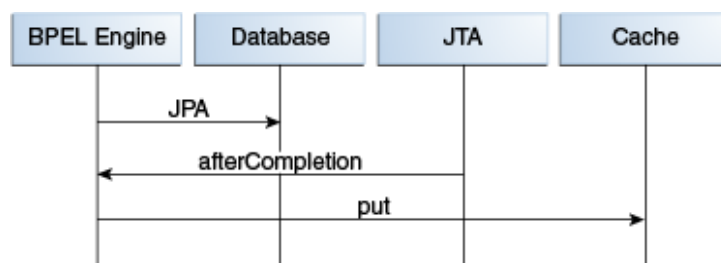 BPEL Engine
Database
JTA
Cache
JPA
afterCompletion
put